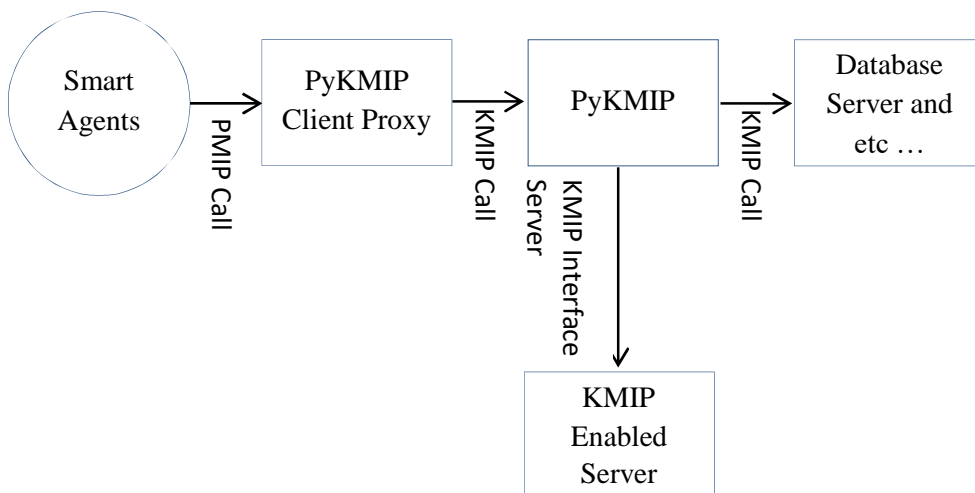 Smart
Agents
PMIP Call
PyKMIP
Client Proxy
KMIP Call
PyKMIP
KMIP Interface
Server
KMIP Call
Database
Server and
etc ...
KMIP
Enabled
Server